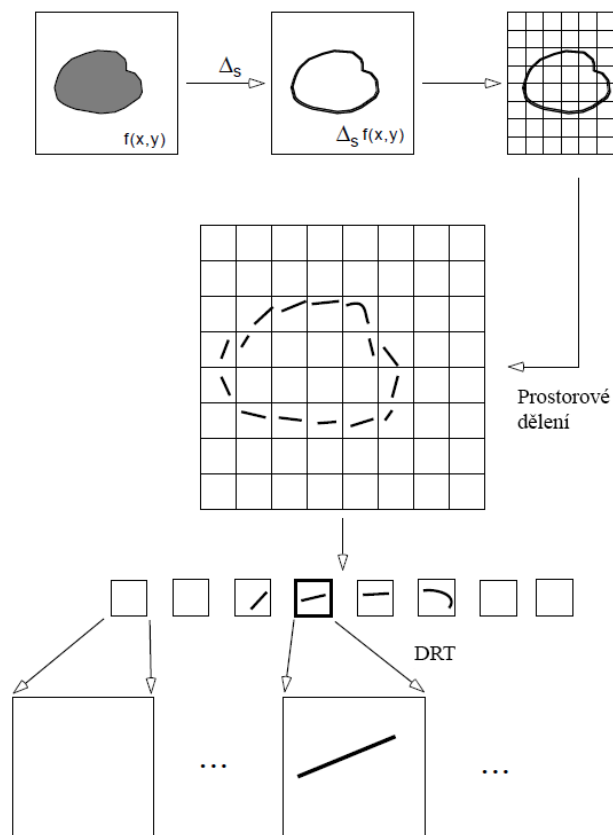 Δs
f(x,y)
Δs f(x,y)
Prostorové
dělení
DRT
...
...